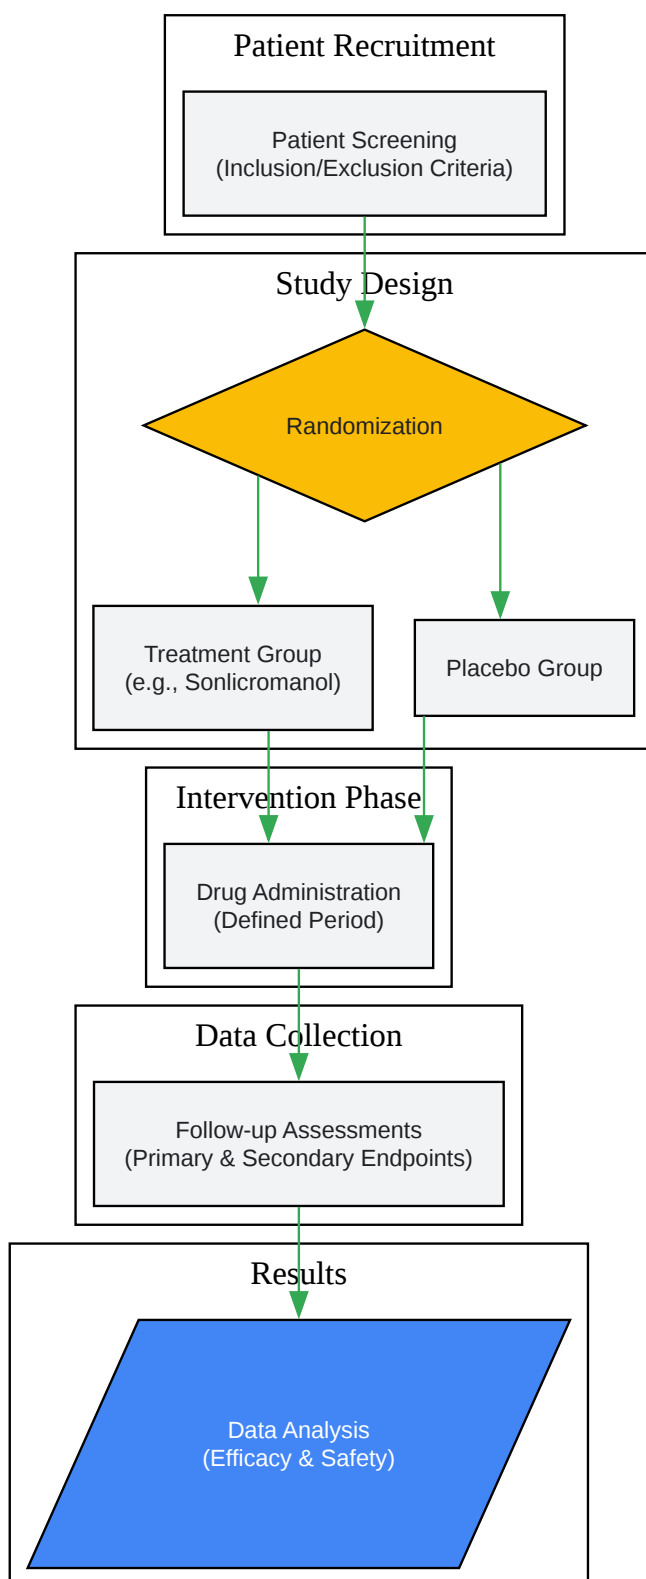 Patient Recruitment
Patient Screening
(Inclusion/Exclusion Criteria)
Study Design
Randomization
Treatment Group
(e.g., Sonlicromanol)
Placebo Group
Intervention Phase
Drug Administration
(Defined Period)
Data Collection
Follow-up Assessments
(Primary & Secondary Endpoints)
Results
Data Analysis
(Efficacy & Safety)